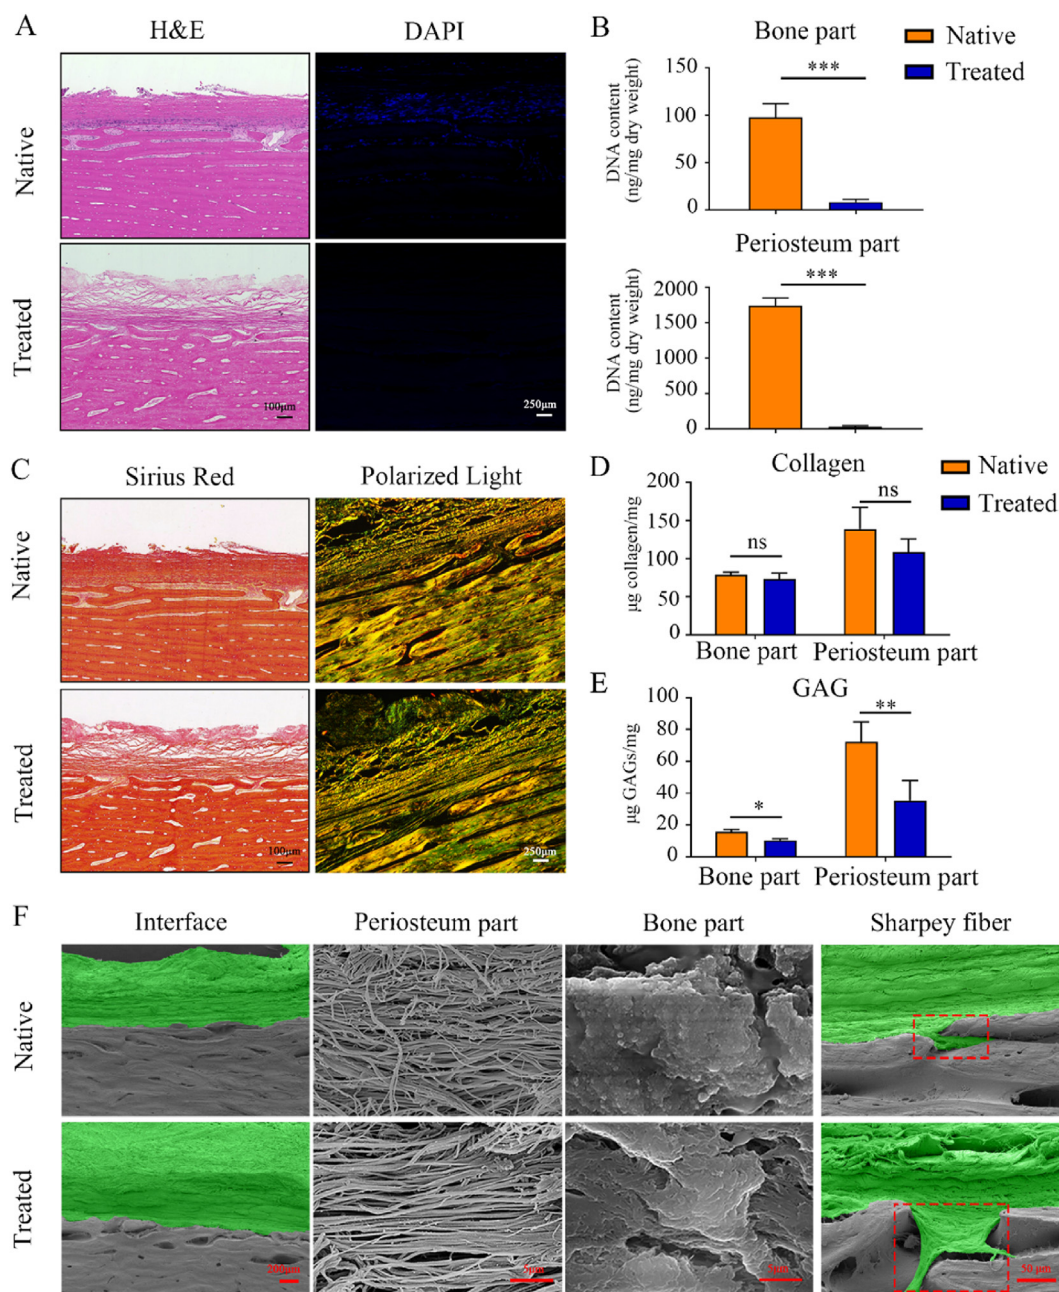 A
H&E
DAPI
Native
Treated
100μm
250μm
B
Bone part
Native
Treated
DNA content
(ng/mg dry weight)
150
100
50
0
***
Periosteum part
DNA content
(ng/mg dry weight)
2000
1500
1000
500
0
***
C
Sirius Red
Polarized Light
Native
Treated
100μm
250μm
D
Collagen
Native
Treated
μg collagen/mg
200
150
100
50
0
ns
ns
Bone part
Periosteum part
E
GAG
μg GAGs/mg
80
60
40
20
0
*
**
Bone part
Periosteum part
F
Interface
Periosteum part
Bone part
Sharpey fiber
Native
Treated
200μm
5μm
5μm
50 μm